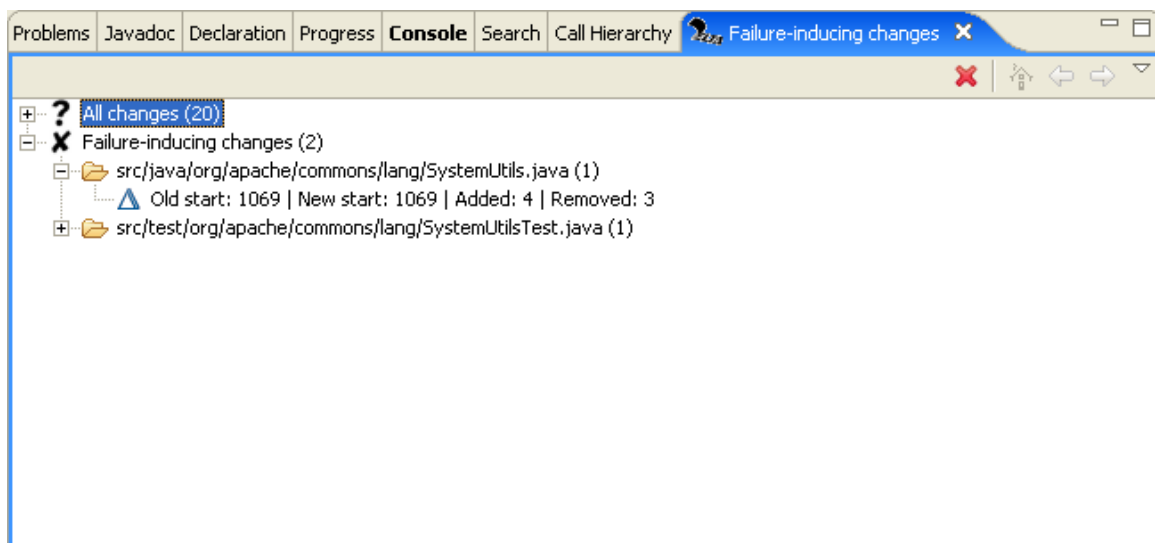 Problems Javadoc Declaration Progress Console Search Call Hierarchy Failure-inducing changes
? All changes (20)
Failure-inducing changes (2)
src/java/org/apache/commons/lang/SystemUtils.java (1)
Old start: 1069 | New start: 1069 | Added: 4 | Removed: 3
src/test/org/apache/commons/lang/SystemUtilsTest.java (1)